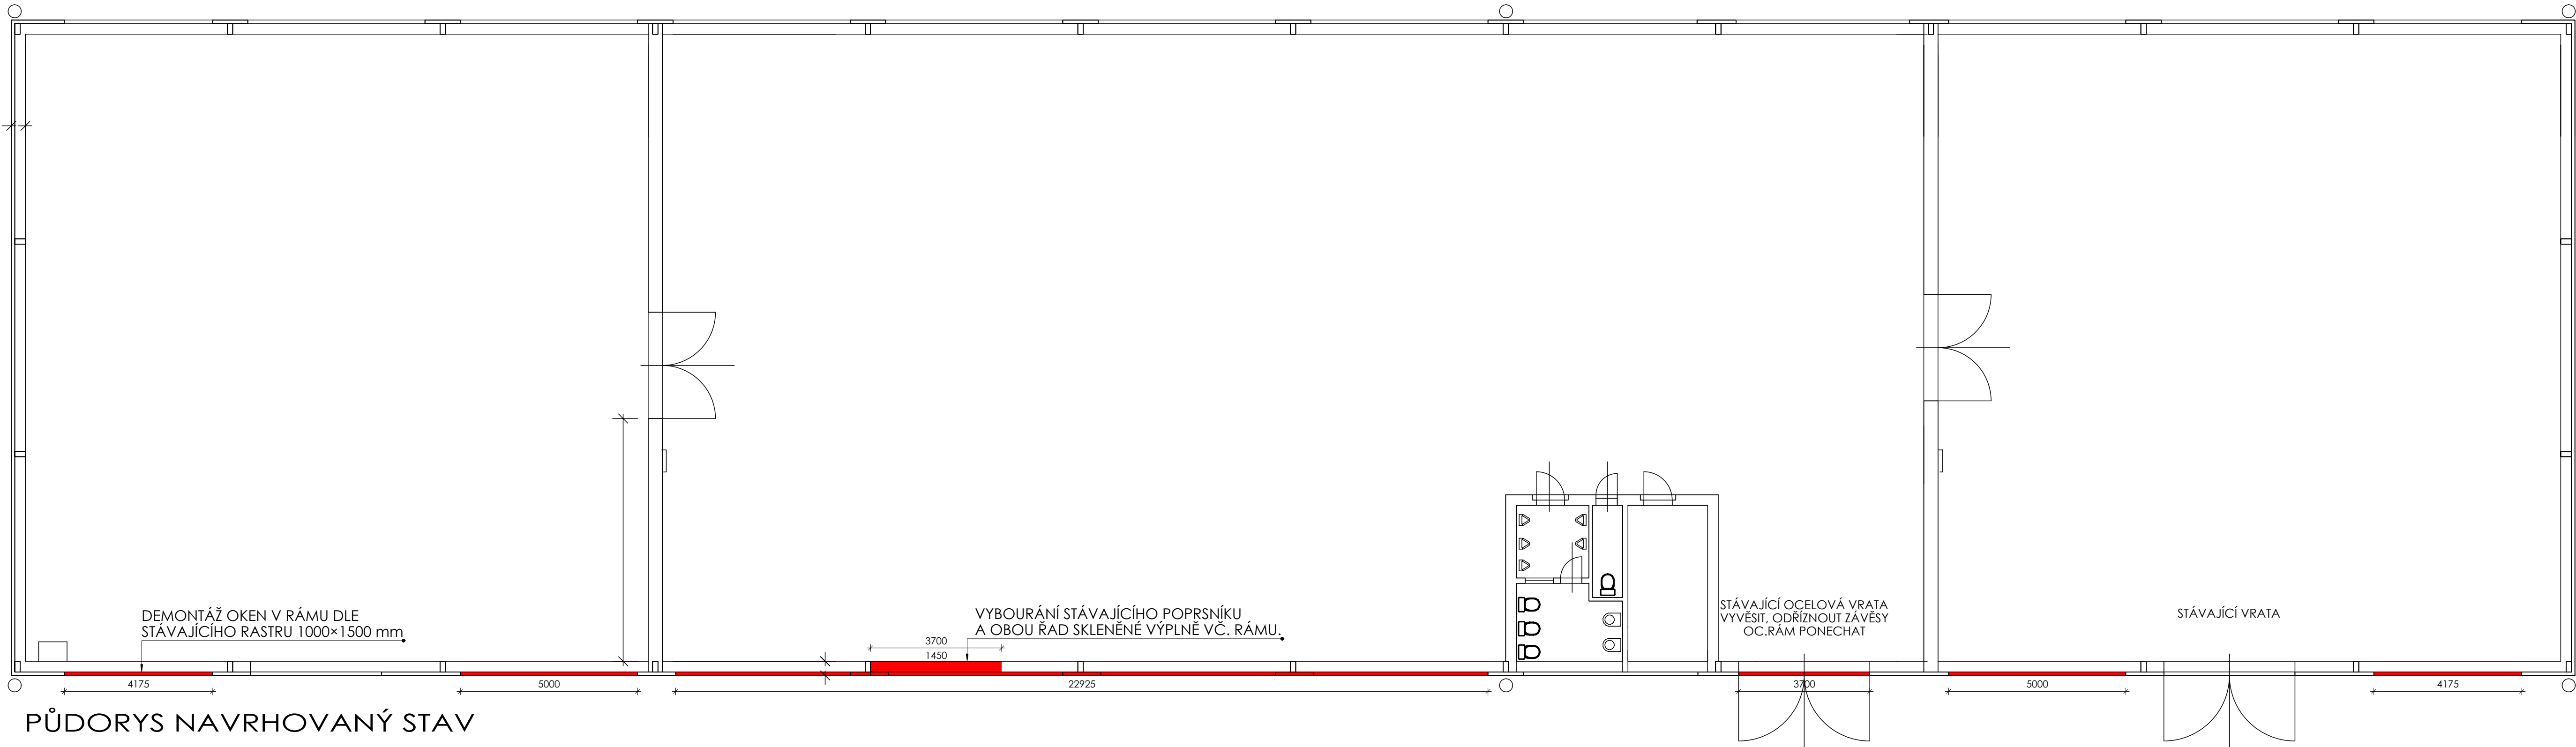 DEMONTÁŽ OKEN V RÁMU DLE
STÁVAJÍCÍHO RASTRU 1000×1500 mm
VYBOURÁNÍ STÁVAJÍCÍHO POPRSNÍKU
A OBOU ŘAD SKLENĚNÉ VÝPLNĚ VČ. RÁMU.
STÁVAJÍCÍ OCELOVÁ VRATA
VYVĚSIT, ODŘÍZNOUT ZÁVĚSY
OC.RÁM PONECHAT
STÁVAJÍCÍ VRATA
3700
1450
4175
5000
22925
3700
5000
4175
PŮDORYS NAVRHOVANÝ STAV